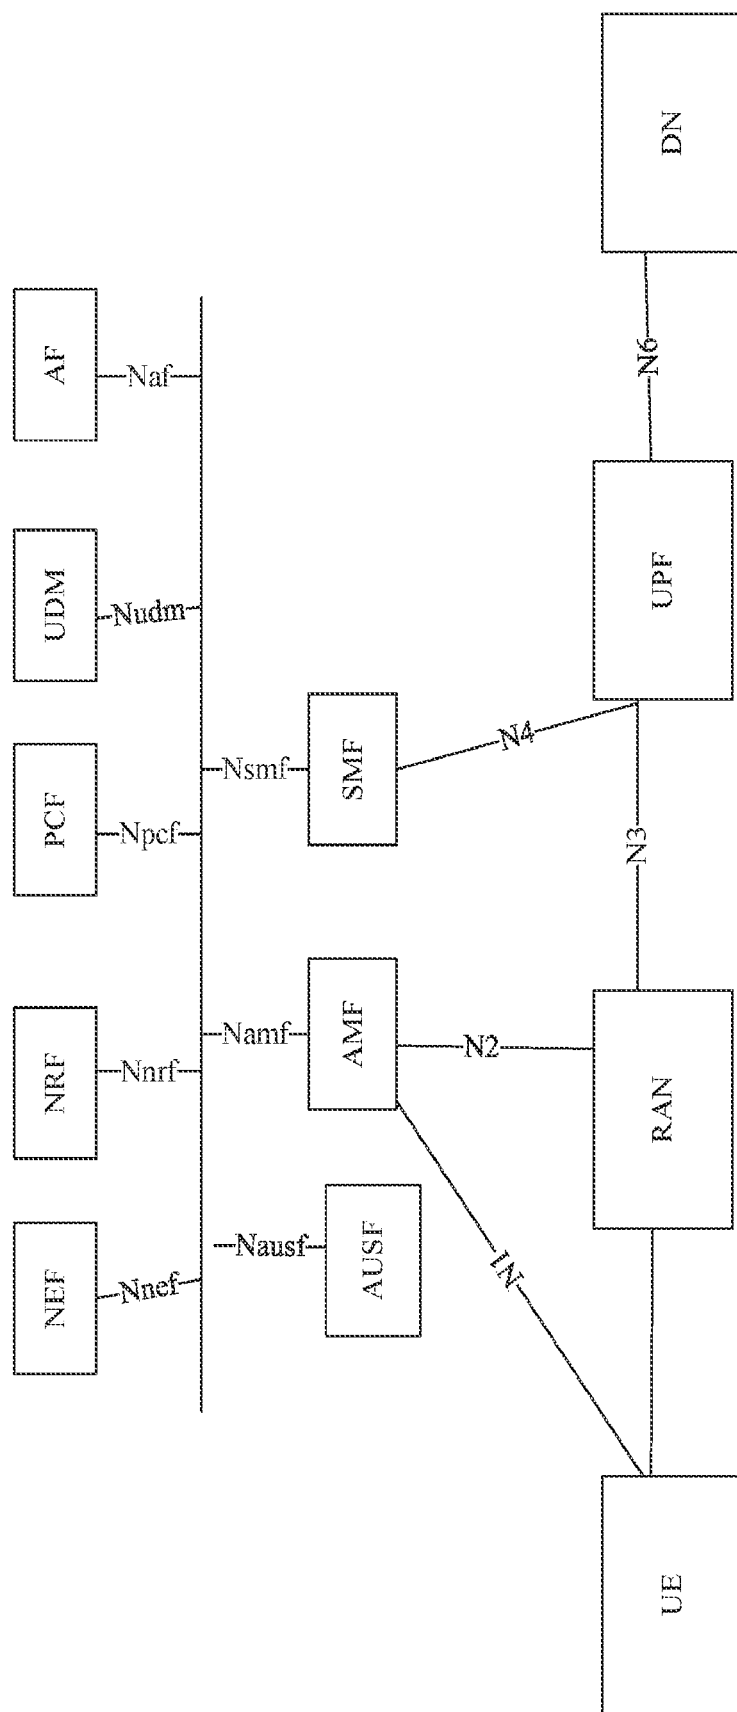 NEF
NRF
PCF
UDM
AF
Nnef
Nnrf
Npcf
Nudm
Naf
Nausf
Namf
Nsmf
AUSF
AMF
SMF
N1
N2
N4
UE
RAN
N3
UPF
N6
DN